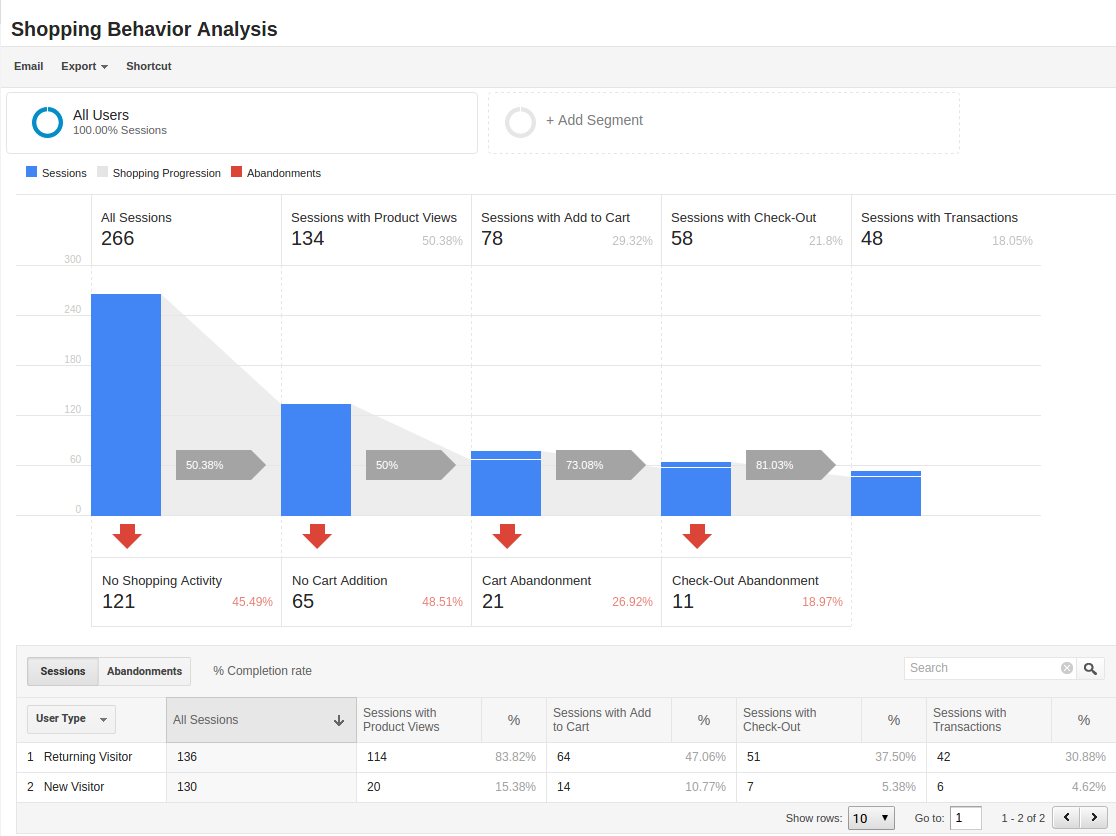 Shopping Behavior Analysis
Email Export Shortcut
All Users
100.00% Sessions
+ Add Segment
Sessions Shopping Progression Abandonments
All Sessions Sessions with Product Views Sessions with Add to Cart Sessions with Check-Out Sessions with Transactions
266 134 50.38% 78 29.32% 58 21.8% 48 18.05%
300
240
180
120
60
0
50.38% 50% 73.08% 81.03%
No Shopping Activity No Cart Addition Cart Abandonment Check-Out Abandonment
121 45.49% 65 48.51% 21 26.92% 11 18.97%
Sessions Abandonments % Completion rate Search
User Type All Sessions Sessions with Product Views % Sessions with Add to Cart % Sessions with Check-Out % Sessions with Transactions %
1 Returning Visitor 136 114 83.82% 64 47.06% 51 37.50% 42 30.88%
2 New Visitor 130 20 15.38% 14 10.77% 7 5.38% 6 4.62%
Show rows: 10 Go to: 1 1 - 2 of 2